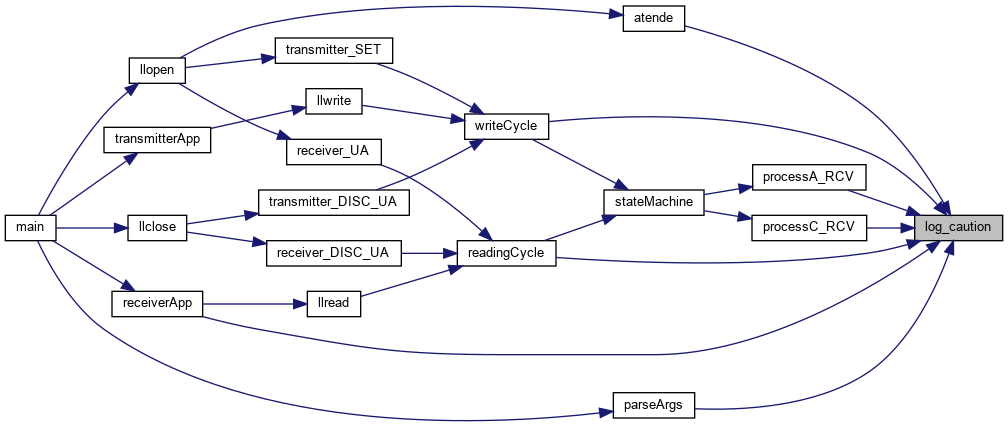 atende
transmitter_SET
llopen
llwrite
writeCycle
transmitterApp
receiver_UA
processA_RCV
transmitter_DISC_UA
stateMachine
main
llclose
processC_RCV
log_caution
receiver_DISC_UA
readingCycle
receiverApp
llread
parseArgs